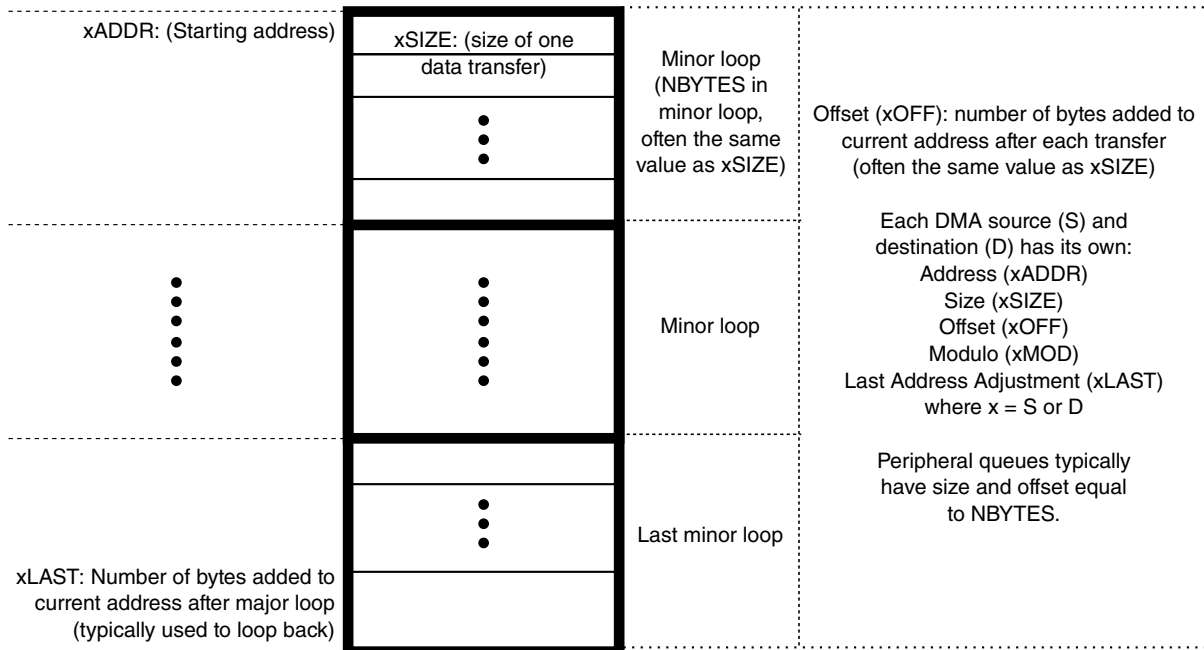 xADDR: (Starting address)
xSIZE: (size of one
data transfer)
Minor loop
(NBYTES in
minor loop,
often the same
value as xSIZE)
Offset (xOFF): number of bytes added to
current address after each transfer
(often the same value as xSIZE)
Each DMA source (S) and
destination (D) has its own:
Address (xADDR)
Size (xSIZE)
Offset (xOFF)
Modulo (xMOD)
Last Address Adjustment (xLAST)
where x = S or D
Peripheral queues typically
have size and offset equal
to NBYTES.
Minor loop
Last minor loop
xLAST: Number of bytes added to
current address after major loop
(typically used to loop back)